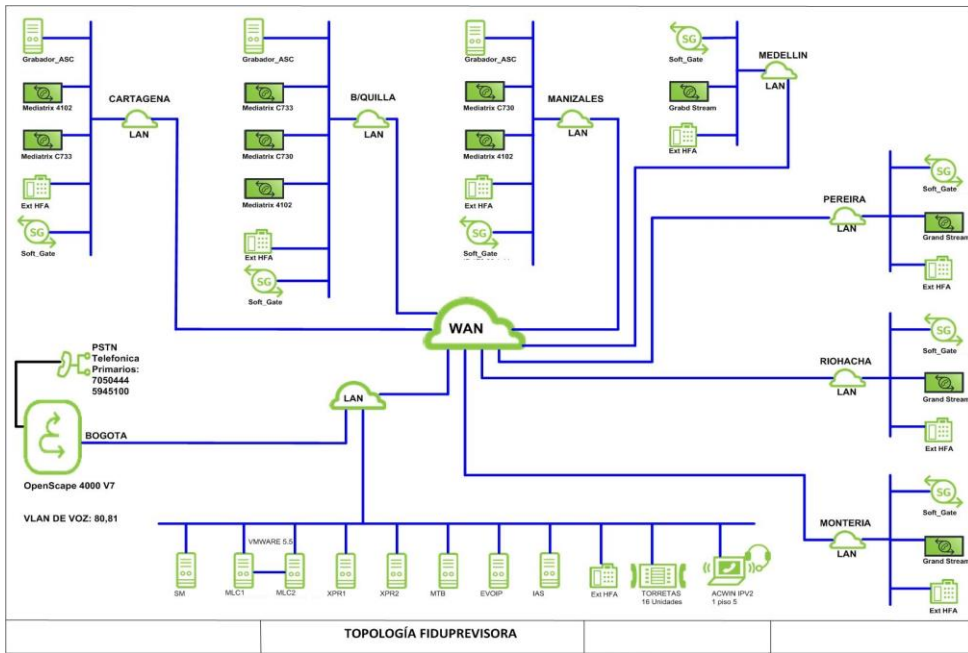 Grabador_ASC
Mediatrix 4102
Mediatrix C733
Ext HFA
Soft_Gate
CARTAGENA
LAN
Grabador_ASC
Mediatrix C733
Mediatrix C730
Mediatrix 4102
Ext HFA
SG
Soft_Gate
B/QUILLA
LAN
Grabador_ASC
Mediatrix C730
Mediatrix 4102
Ext HFA
SG
Soft_Gate
MANIZALES
LAN
SG
Soft_Gate
Grabd Stream
Ext HFA
MEDELLIN
LAN
SG
Soft_Gate
PEREIRA
LAN
Grand Stream
Ext HFA
SG
WAN
SG
Soft_Gate
RIOHACHA
LAN
Grand Stream
Ext HFA
PSTN
Telefonica
Primarios:
7050444
5945100
LAN
BOGOTA
OpenScape 4000 V7
VLAN DE VOZ: 80,81
SG
Soft_Gate
MONTERIA
LAN
Grand Stream
Ext HFA
VMWARE 5.5
SM
MLC1
MLC2
XPR1
XPR2
MTB
EVOIP
IAS
Ext HFA
TORRETAS
16 Unidades
ACWIN IPV2
1 piso 5
TOPOLOGÍA FIDUPREVISORA